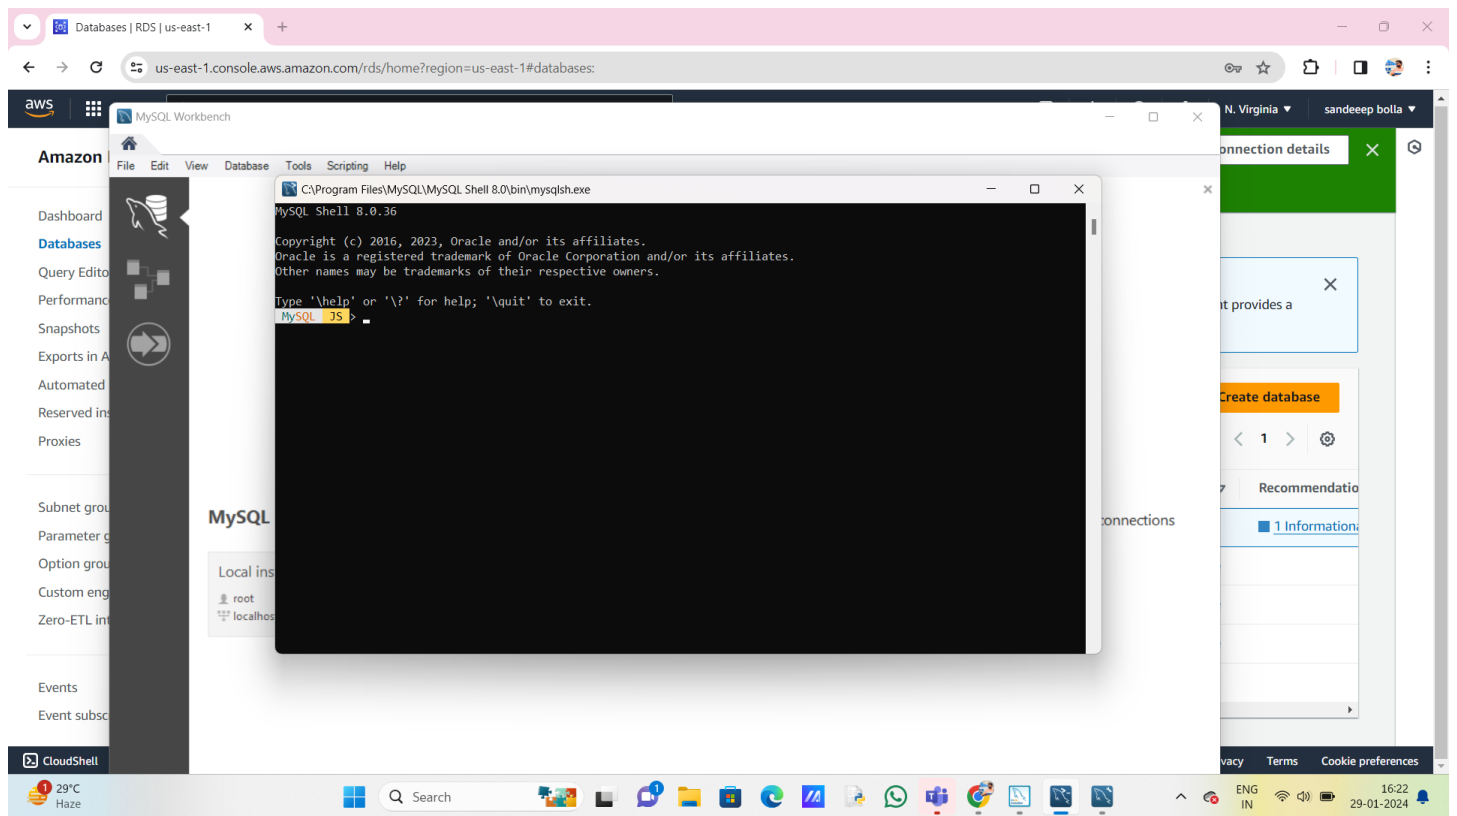 Databases | RDS | us-east-1
us-east-1.console.aws.amazon.com/rds/home?region=us-east-1#databases:
aws
N. Virginia ▼
sandeeep bolla ▼
MySQL Workbench
File Edit View Database Tools Scripting Help
Amazon
onnection details
C:\Program Files\MySQL\MySQL Shell 8.0\bin\mysqlsh.exe
MySQL Shell 8.0.36
Copyright (c) 2016, 2023, Oracle and/or its affiliates.
Oracle is a registered trademark of Oracle Corporation and/or its affiliates.
Other names may be trademarks of their respective owners.
Type '\help' or '\?' for help; '\quit' to exit.
MySQL JS > _
Dashboard
Databases
Query Edito
Performanc
Snapshots
Exports in A
Automated
Reserved ins
Proxies
Subnet grou
Parameter g
Option grou
Custom eng
Zero-ETL int
Events
Event subsc
MySQL
onnections
Local ins
root
localhos
nt provides a
Create database
1
Recommendatio
1 Informationa
CloudShell
vacy Terms Cookie preferences
1
29°C
Haze
Search
1
ENG
IN
16:22
29-01-2024